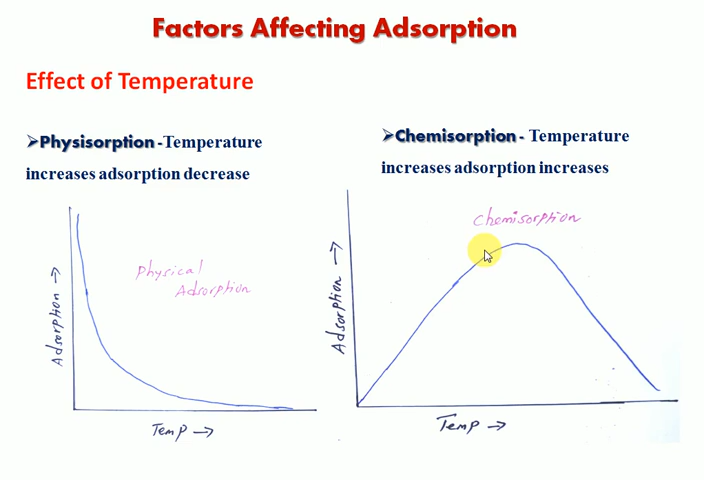 Factors Affecting Adsorption
Effect of Temperature
➢Physisorption -Temperature
increases adsorption decrease
➢Chemisorption - Temperature
increases adsorption increases
Physical
Adsorption
Adsorption →
Temp →
Chemisorption
Adsorption →
Temp →